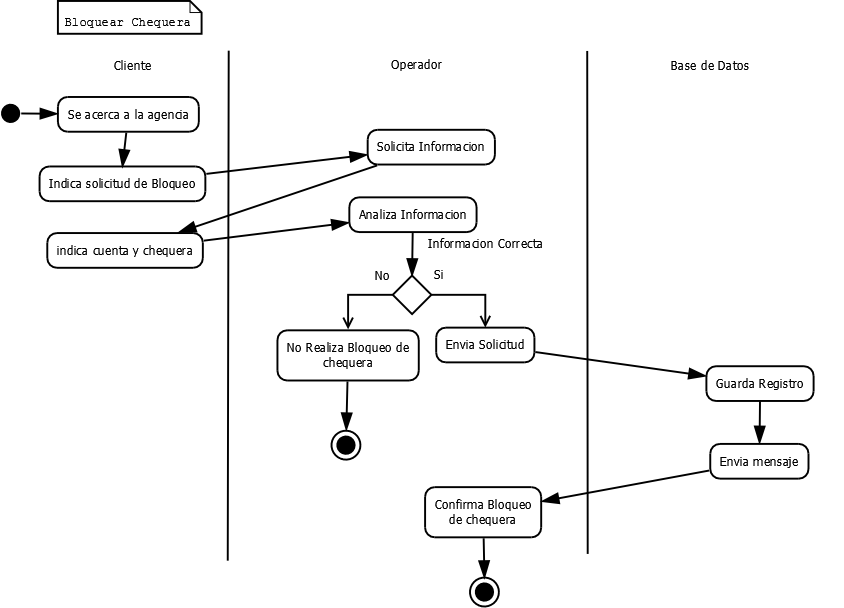 Bloquear Chequera
Cliente
Operador
Base de Datos
Se acerca a la agencia
Solicita Informacion
Indica solicitud de Bloqueo
Analiza Informacion
indica cuenta y chequera
Informacion Correcta
No
Si
No Realiza Bloqueo de
chequera
Envia Solicitud
Guarda Registro
Envia mensaje
Confirma Bloqueo
de chequera